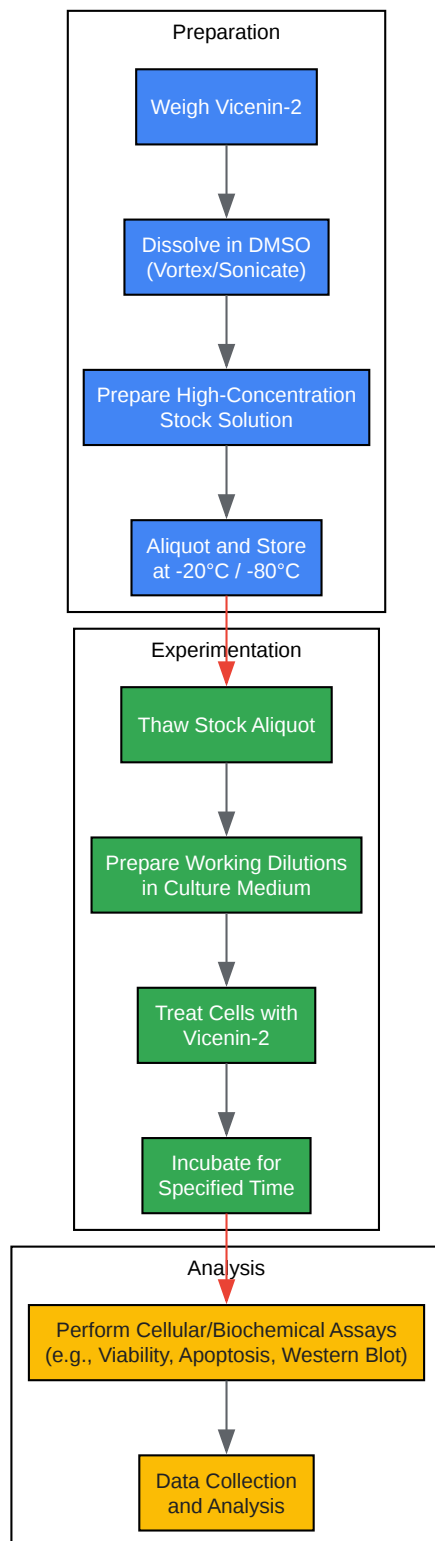 Preparation
Weigh Vicenin-2
Dissolve in DMSO
(Vortex/Sonicate)
Prepare High-Concentration
Stock Solution
Aliquot and Store
at -20°C / -80°C
Experimentation
Thaw Stock Aliquot
Prepare Working Dilutions
in Culture Medium
Treat Cells with
Vicenin-2
Incubate for
Specified Time
Analysis
Perform Cellular/Biochemical Assays
(e.g., Viability, Apoptosis, Western Blot)
Data Collection
and Analysis